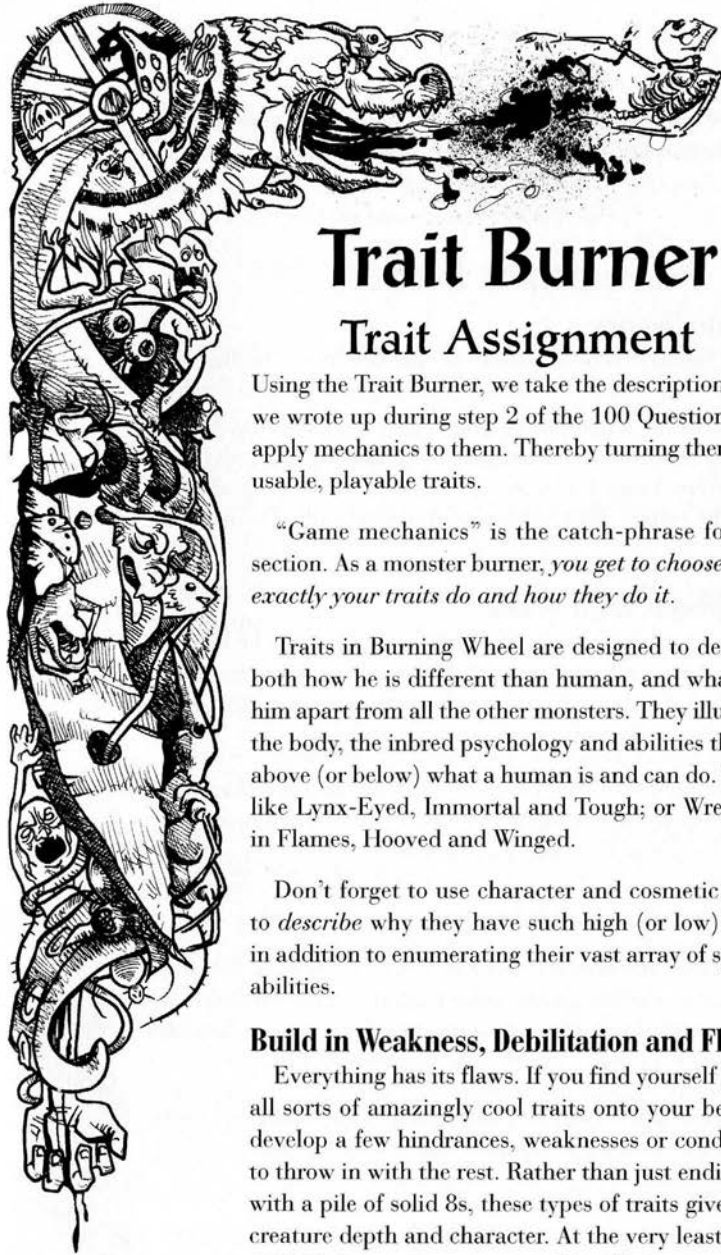 Trait Burner
Trait Assignment
Using the Trait Burner, we take the description
we wrote up during step 2 of the 100 Question
apply mechanics to them. Thereby turning ther
usable, playable traits.
“Game mechanics” is the catch-phrase fo
section. As a monster burner, you get to choose
exactly your traits do and how they do it.
Traits in Burning Wheel are designed to de
both how he is different than human, and wha
him apart from all the other monsters. They illu
the body, the inbred psychology and abilities th
above (or below) what a human is and can do.
like Lynx-Eyed, Immortal and Tough; or Wre
in Flames, Hooved and Winged.
Don’t forget to use character and cosmetic
to describe why they have such high (or low)
in addition to enumerating their vast array of s
abilities.
Build in Weakness, Debilitation and Fl
Everything has its flaws. If you find yourself
all sorts of amazingly cool traits onto your be
develop a few hindrances, weaknesses or cond
to throw in with the rest. Rather than just endi
with a pile of solid 8s, these types of traits give
creature depth and character. At the very least